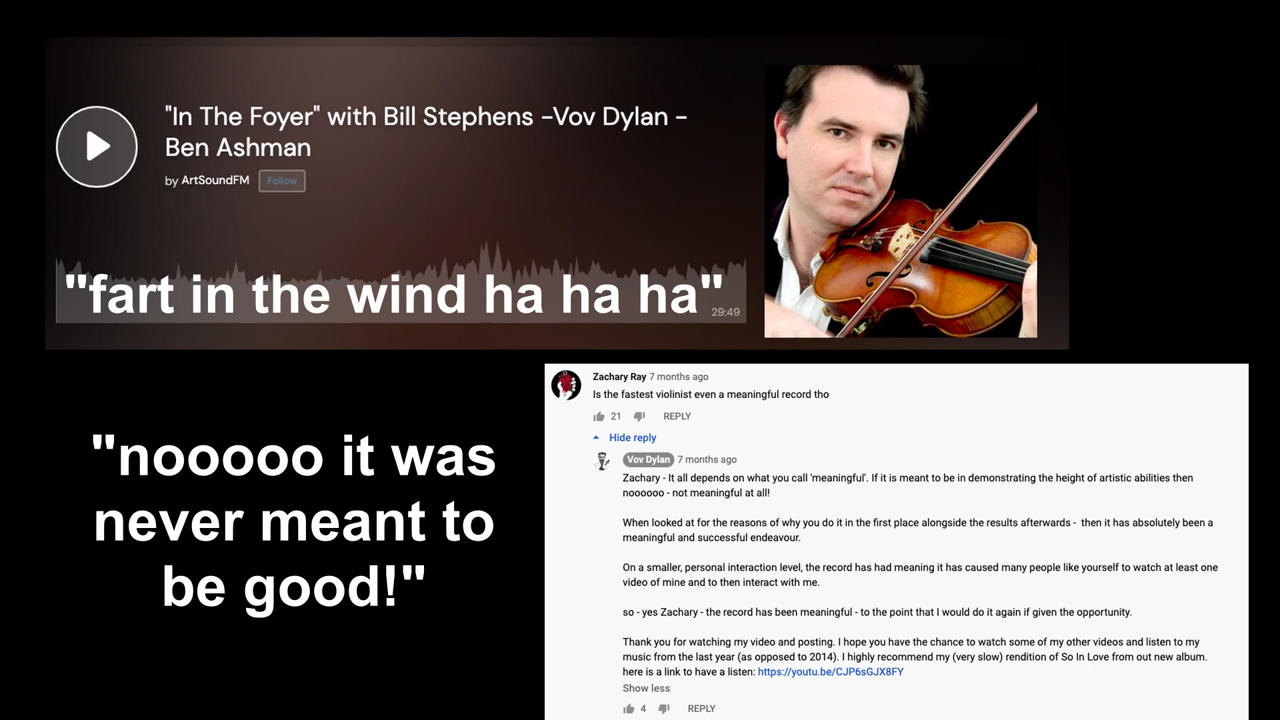 "In The Foyer" with Bill Stephens -Vov Dylan -
Ben Ashman
by ArtSoundFM Follow
"fart in the wind ha ha ha"
29:49
"nooooo it was
never meant to
be good!"
Zachary Ray 7 months ago
Is the fastest violinist even a meaningful record tho
21 REPLY
Hide reply
Vov Dylan 7 months ago
Zachary - It all depends on what you call 'meaningful'. If it is meant to be in demonstrating the height of artistic abilities then
noooooo - not meaningful at all!
When looked at for the reasons of why you do it in the first place alongside the results afterwards - then it has absolutely been a
meaningful and successful endeavour.
On a smaller, personal interaction level, the record has had meaning it has caused many people like yourself to watch at least one
video of mine and to then interact with me.
so - yes Zachary - the record has been meaningful - to the point that I would do it again if given the opportunity.
Thank you for watching my video and posting. I hope you have the chance to watch some of my other videos and listen to my
music from the last year (as opposed to 2014). I highly recommend my (very slow) rendition of So In Love from out new album.
here is a link to have a listen: https://youtu.be/CJP6sGJX8FY
Show less
4 REPLY